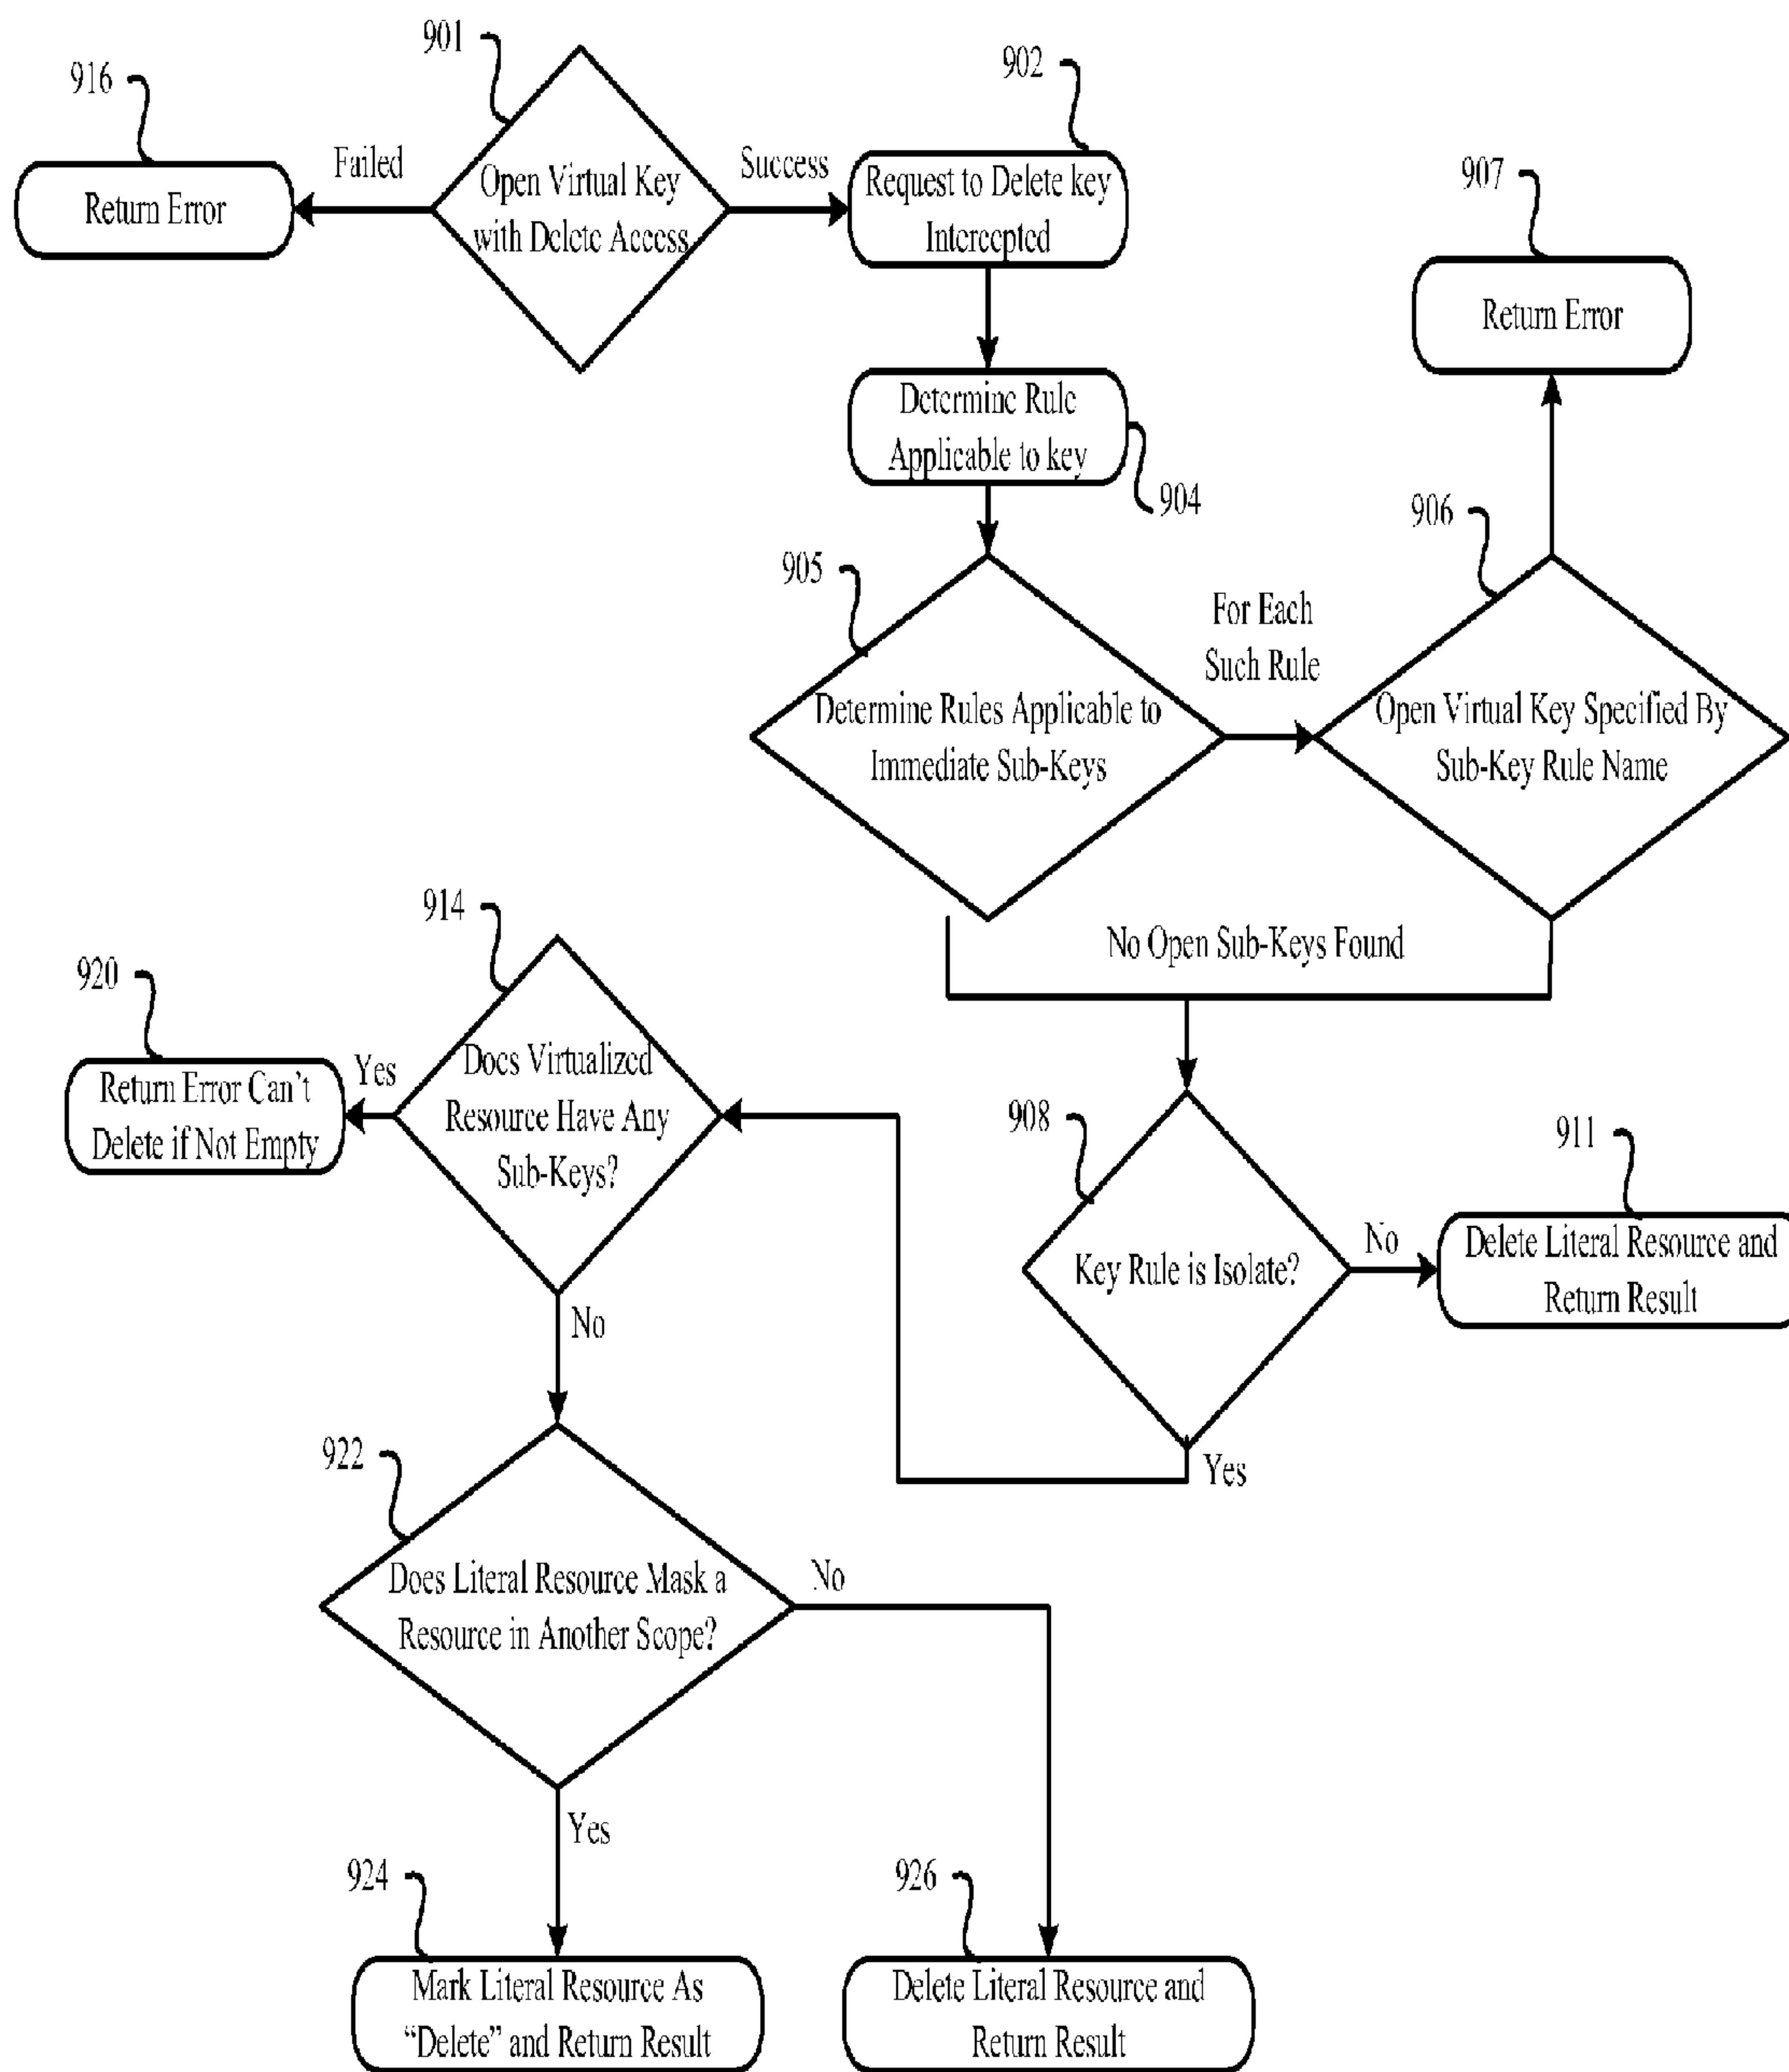 901
916
902
Failed
Success
Return Error
Open Virtual Key
with Delete Access
Request to Delete key
Intercepted
907
Return Error
Determine Rule
Applicable to key
904
906
905
For Each
Such Rule
Determine Rules Applicable to
Immediate Sub-Keys
Open Virtual Key Specified By
Sub-Key Rule Name
No Open Sub-Keys Found
914
920
Yes
Return Error Can't
Delete if Not Empty
Does Virtualized
Resource Have Any
Sub-Keys?
908
911
Key Rule is Isolate?
No
Delete Literal Resource and
Return Result
No
Yes
922
Does Literal Resource Mask a
Resource in Another Scope?
No
Yes
924
926
Mark Literal Resource As
“Delete” and Return Result
Delete Literal Resource and
Return Result